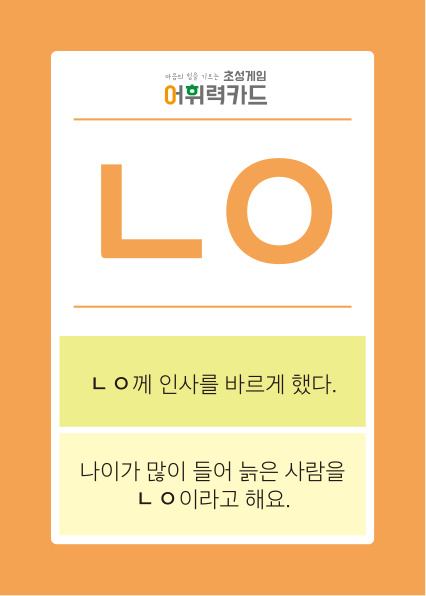 마음의 힘을 기르는 초성게임
어휘력카드
ㄴㅇ
ㄴㅇ께 인사를 바르게 했다.
나이가 많이 들어 늙은 사람을
ㄴㅇ이라고 해요.